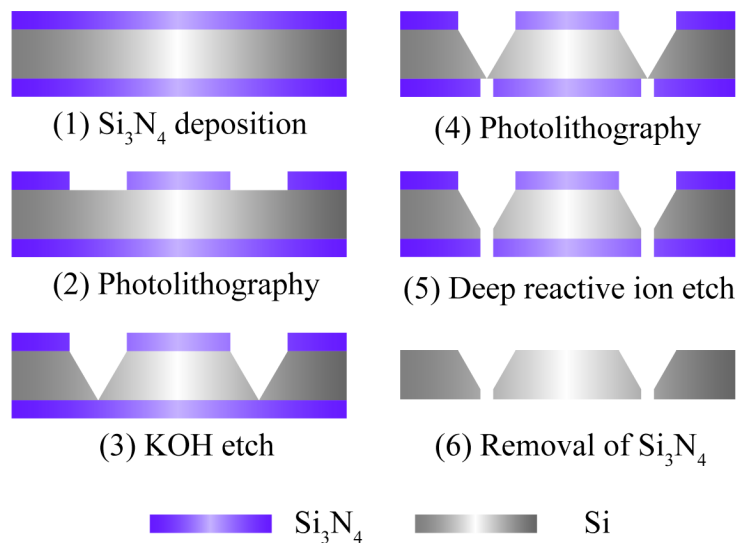 (1) Si₃N₄ deposition
(2) Photolithography
(3) KOH etch
(4) Photolithography
(5) Deep reactive ion etch
(6) Removal of Si₃N₄
Si₃N₄
Si